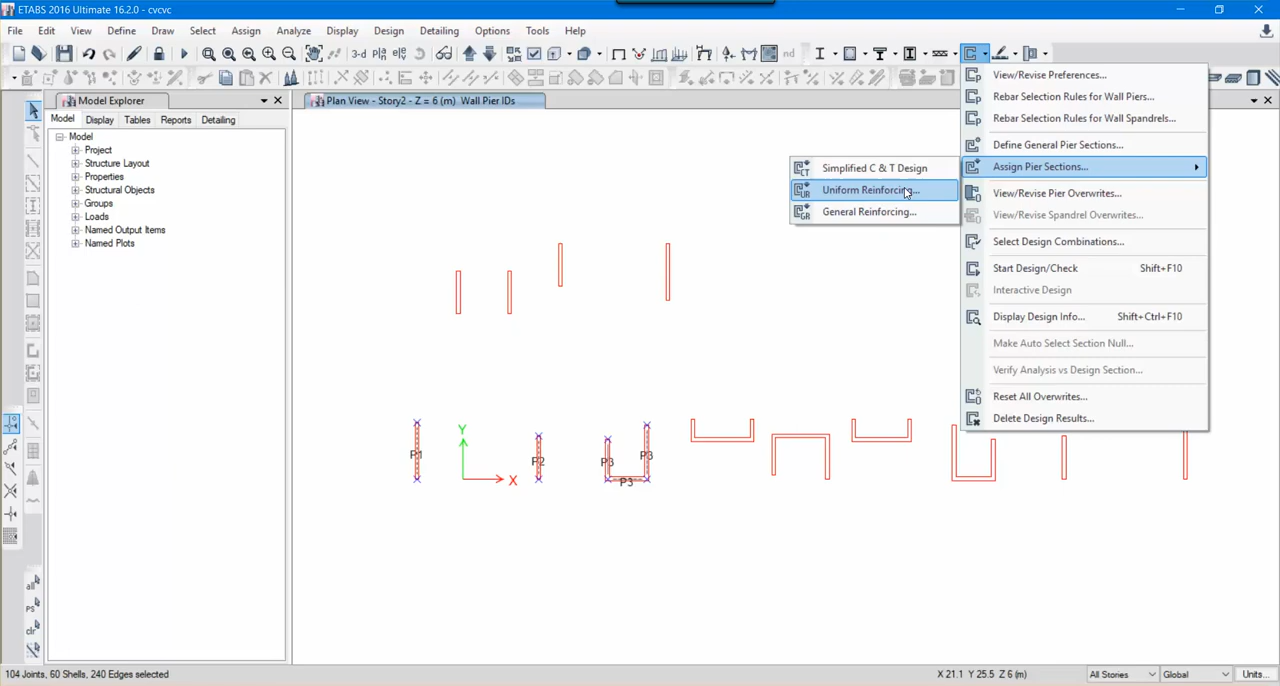 ETABS 2016 Ultimate 16.2.0 - cvcvc
File Edit View Define Draw Select Assign Analyze Display Design Detailing Options Tools Help
3-d nd
Model Explorer
Plan View - Story2 - Z = 6 (m) Wall Pier IDs
Model Display Tables Reports Detailing
Model
Project
Structure Layout
Properties
Structural Objects
Groups
Loads
Named Output Items
Named Plots
View/Revise Preferences...
Rebar Selection Rules for Wall Piers...
Rebar Selection Rules for Wall Spandrels...
Define General Pier Sections...
Assign Pier Sections...
Simplified C & T Design
Uniform Reinforcing...
General Reinforcing...
View/Revise Pier Overwrites...
View/Revise Spandrel Overwrites...
Select Design Combinations...
Start Design/Check Shift+F10
Interactive Design
Display Design Info... Shift+Ctrl+F10
Make Auto Select Section Null...
Verify Analysis vs Design Section...
Reset All Overwrites...
Delete Design Results...
P1 Y X P2 P3 P3 P3
all
ps
clr
104 Joints, 60 Shells, 240 Edges selected
X 21.1 Y 25.5 Z 6 (m)
All Stories Global Units...